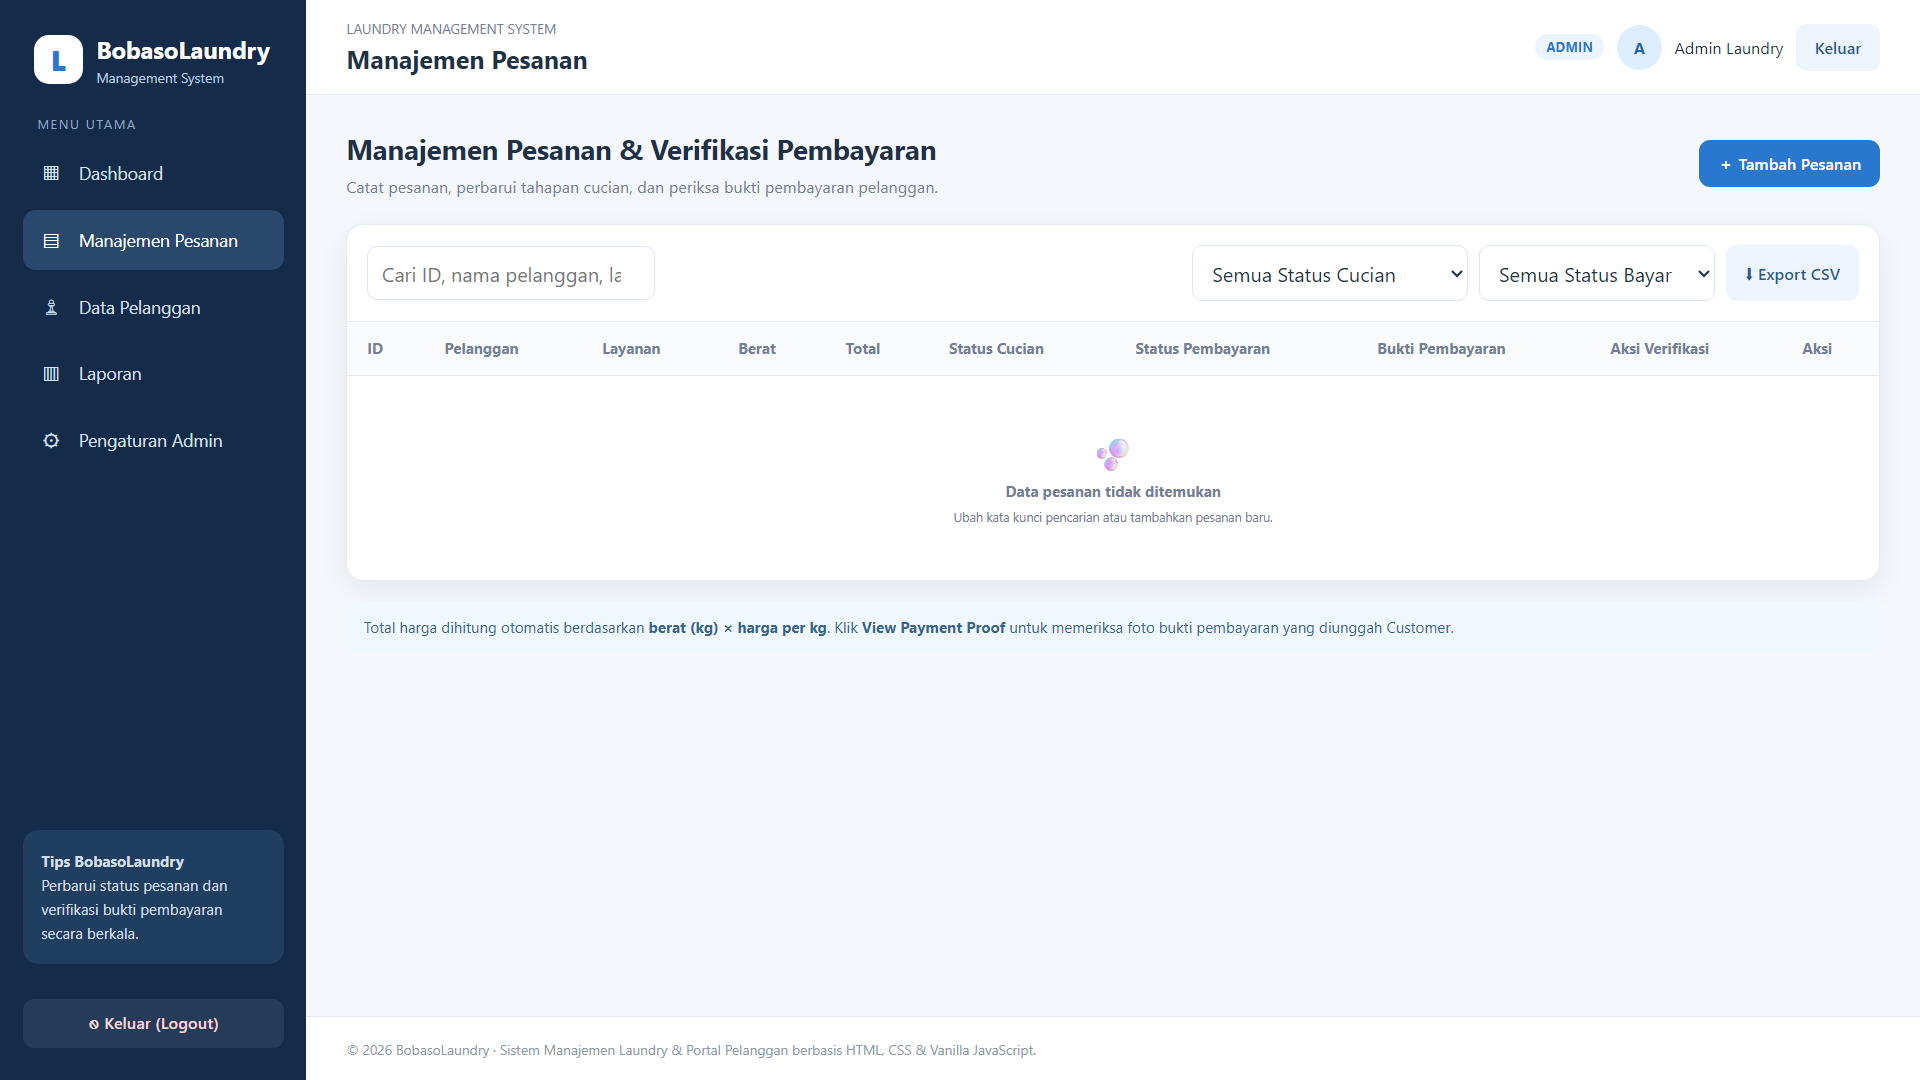 L
BobasoLaundry
Management System
MENU UTAMA
Dashboard
Manajemen Pesanan
Data Pelanggan
Laporan
Pengaturan Admin
Tips BobasoLaundry
Perbarui status pesanan dan
verifikasi bukti pembayaran
secara berkala.
Keluar (Logout)
LAUNDRY MANAGEMENT SYSTEM
Manajemen Pesanan
ADMIN
A
Admin Laundry
Keluar
Manajemen Pesanan & Verifikasi Pembayaran
Catat pesanan, perbarui tahapan cucian, dan periksa bukti pembayaran pelanggan.
+ Tambah Pesanan
Cari ID, nama pelanggan, la
Semua Status Cucian
Semua Status Bayar
⬇ Export CSV
ID Pelanggan Layanan Berat Total Status Cucian Status Pembayaran Bukti Pembayaran Aksi Verifikasi Aksi
Data pesanan tidak ditemukan
Ubah kata kunci pencarian atau tambahkan pesanan baru.
Total harga dihitung otomatis berdasarkan berat (kg) × harga per kg. Klik View Payment Proof untuk memeriksa foto bukti pembayaran yang diunggah Customer.
© 2026 BobasoLaundry · Sistem Manajemen Laundry & Portal Pelanggan berbasis HTML, CSS & Vanilla JavaScript.